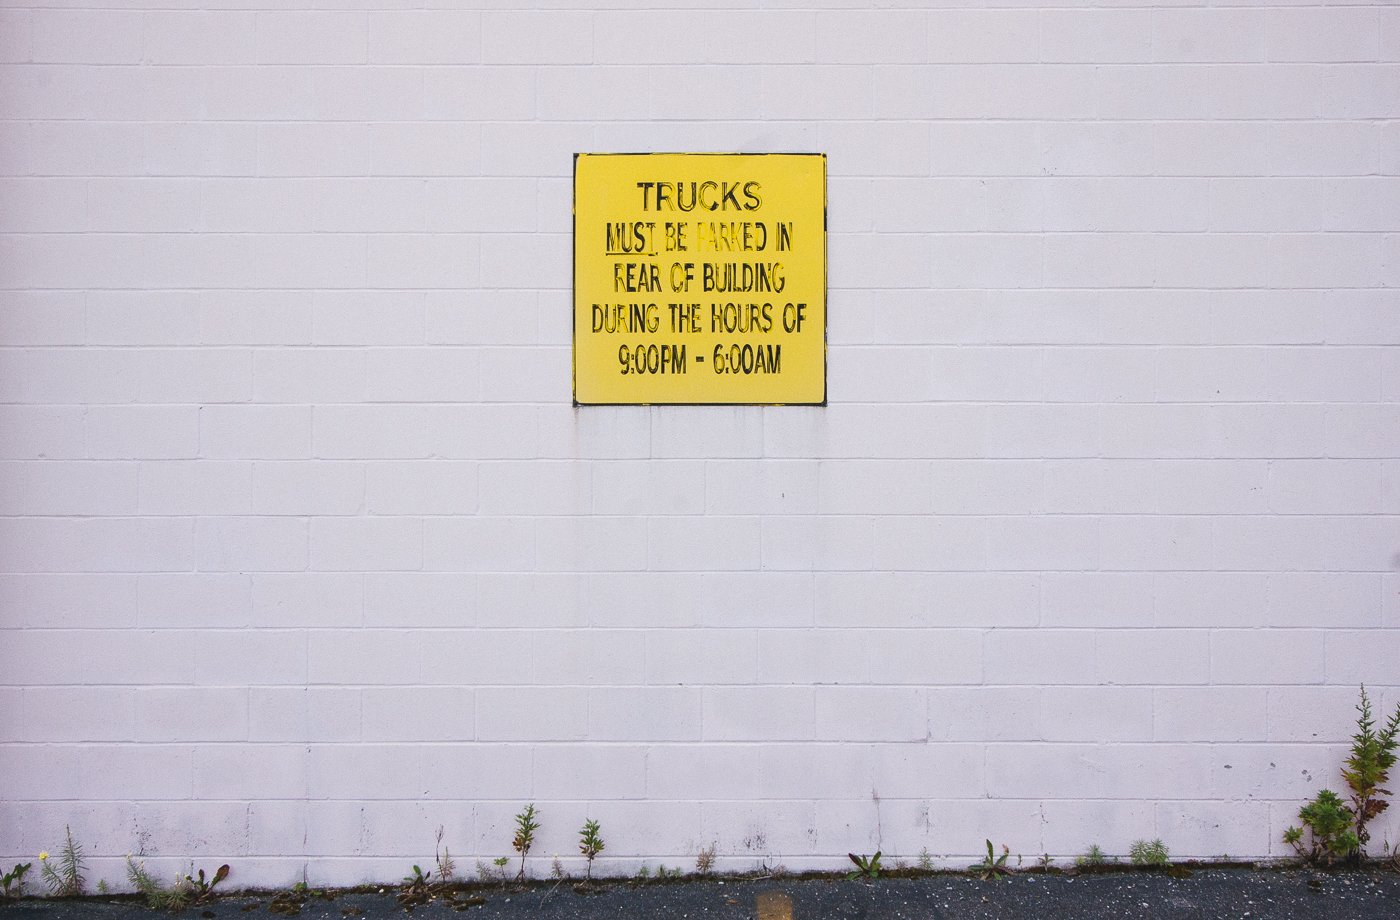 TRUCKS
MUST BE PARKED IN
REAR OF BUILDING
DURING THE HOURS OF
9:00PM - 6:00AM